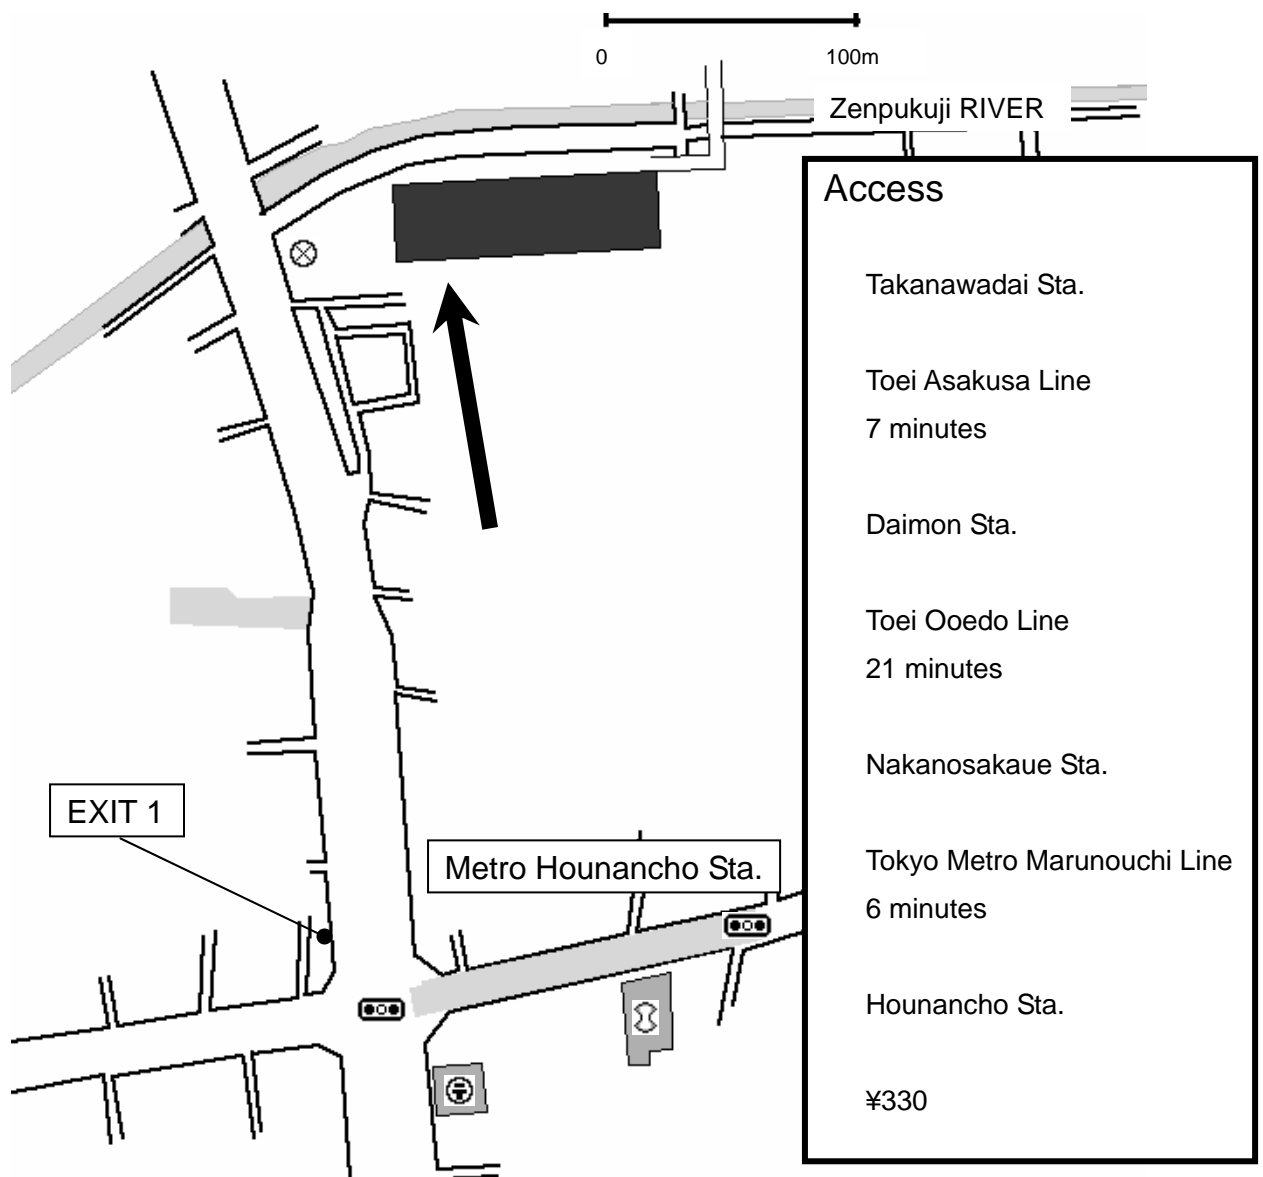 0
100m
Zenpukuji RIVER
Access
Takanawadai Sta.
Toei Asakusa Line
7 minutes
Daimon Sta.
Toei Ooedo Line
21 minutes
Nakanosakaue Sta.
Tokyo Metro Marunouchi Line
6 minutes
Hounancho Sta.
¥330
EXIT 1
Metro Hounancho Sta.